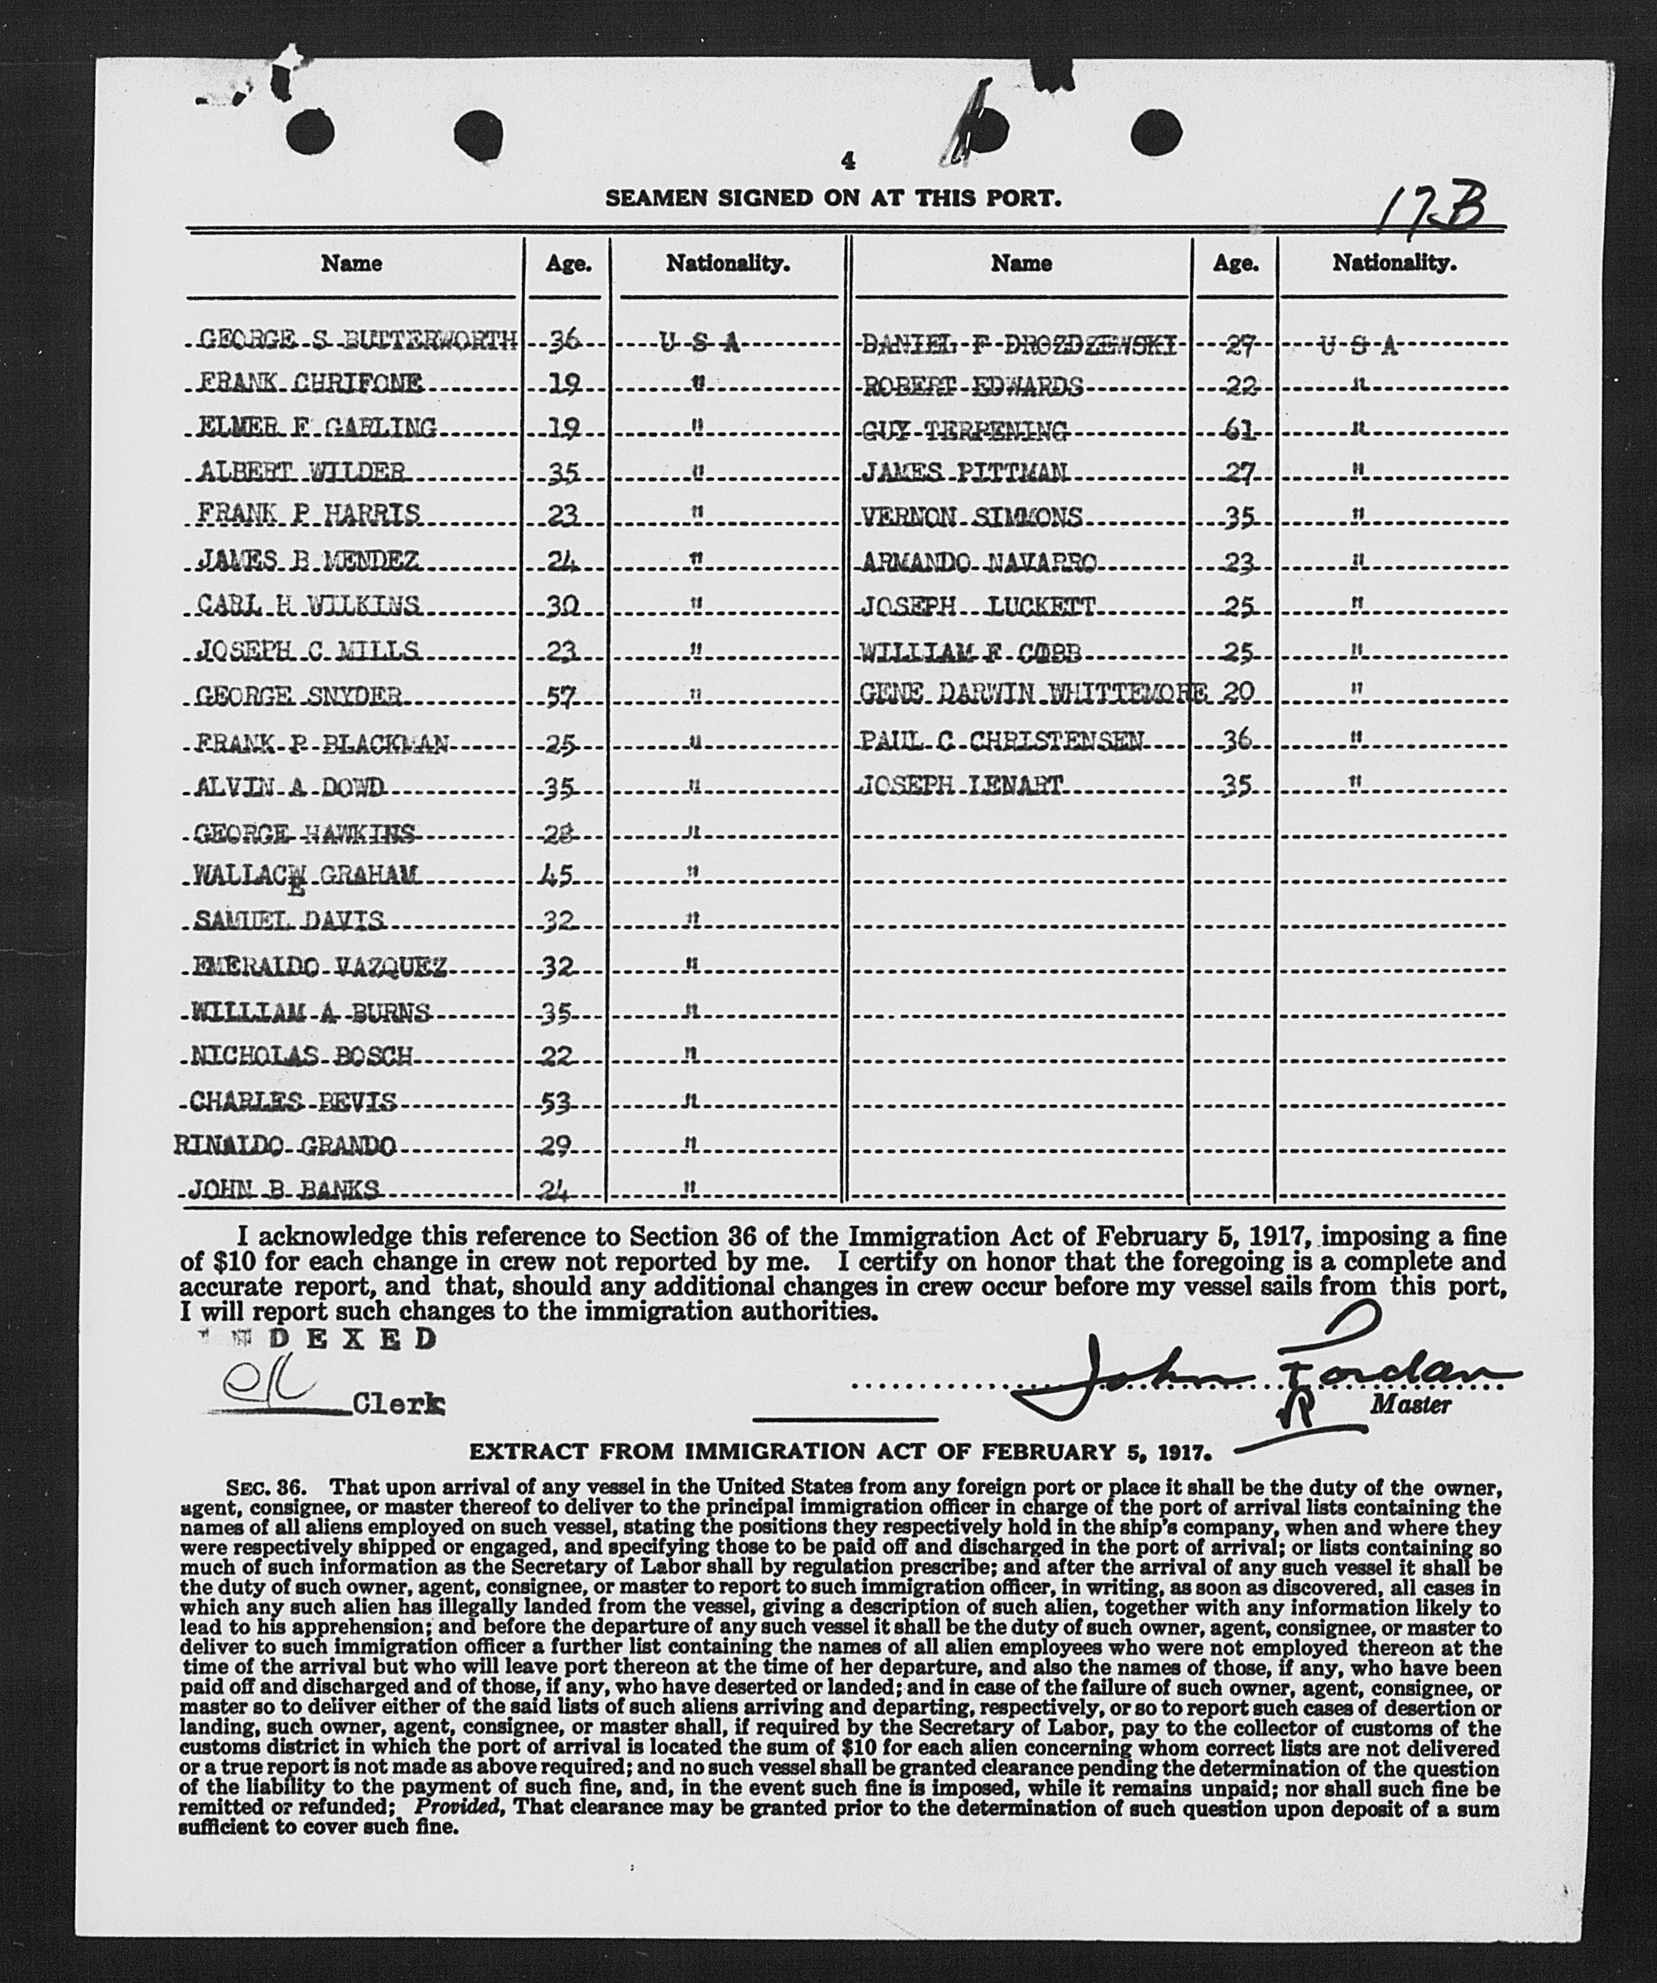 4
SEAMEN SIGNED ON AT THIS PORT.
17-B
Name Age. Nationality. Name Age. Nationality.
GEORGE S BUTTERWORTH 36 U S A DANIEL F DROZDZEWSKI 27 U S A
FRANK CHRIFONE 19 " ROBERT EDWARDS 22 "
ELMER F GARLING 19 " GUY TERPENING 61 "
ALBERT WILDER 35 " JAMES PITTMAN 27 "
FRANK P HARRIS 23 " VERNON SIMMONS 35 "
JAMES B MENDEZ 24 " ARMANDO NAVARRO 23 "
CARL H WILKINS 30 " JOSEPH LUCKETT 25 "
JOSEPH C MILLS 23 " WILLIAM F COBB 25 "
GEORGE SNYDER 57 " GENE DARWIN WHITTEMORE 20 "
FRANK P BLACKMAN 25 " PAUL C CHRISTENSEN 36 "
ALVIN A DOWD 35 " JOSEPH LENART 35 "
GEORGE HAWKINS 28 "
WALLACE GRAHAM 45 "
SAMUEL DAVIS 32 "
EMERALDO VAZQUEZ 32 "
WILLIAM A BURNS 35 "
NICHOLAS BOSCH 22 "
CHARLES BEVIS 53 "
RINALDO GRANDO 29 "
JOHN B BANKS 24 "
I acknowledge this reference to Section 36 of the Immigration Act of February 5, 1917, imposing a fine
of $10 for each change in crew not reported by me. I certify on honor that the foregoing is a complete and
accurate report, and that, should any additional changes in crew occur before my vessel sails from this port,
I will report such changes to the immigration authorities.
INDEXED
Clerk
John Pordan
Master
EXTRACT FROM IMMIGRATION ACT OF FEBRUARY 5, 1917.
SEC. 36. That upon arrival of any vessel in the United States from any foreign port or place it shall be the duty of the owner,
agent, consignee, or master thereof to deliver to the principal immigration officer in charge of the port of arrival lists containing the
names of all aliens employed on such vessel, stating the positions they respectively hold in the ship's company, when and where they
were respectively shipped or engaged, and specifying those to be paid off and discharged in the port of arrival; or lists containing so
much of such information as the Secretary of Labor shall by regulation prescribe; and after the arrival of any such vessel it shall be
the duty of such owner, agent, consignee, or master to report to such immigration officer, in writing, as soon as discovered, all cases in
which any such alien has illegally landed from the vessel, giving a description of such alien, together with any information likely to
lead to his apprehension; and before the departure of any such vessel it shall be the duty of such owner, agent, consignee, or master to
deliver to such immigration officer a further list containing the names of all alien employees who were not employed thereon at the
time of the arrival but who will leave port thereon at the time of her departure, and also the names of those, if any, who have been
paid off and discharged and of those, if any, who have deserted or landed; and in case of the failure of such owner, agent, consignee, or
master so to deliver either of the said lists of such aliens arriving and departing, respectively, or so to report such cases of desertion or
landing, such owner, agent, consignee, or master shall, if required by the Secretary of Labor, pay to the collector of customs of the
customs district in which the port of arrival is located the sum of $10 for each alien concerning whom correct lists are not delivered
or a true report is not made as above required; and no such vessel shall be granted clearance pending the determination of the question
of the liability to the payment of such fine, and, in the event such fine is imposed, while it remains unpaid; nor shall such fine be
remitted or refunded; Provided, That clearance may be granted prior to the determination of such question upon deposit of a sum
sufficient to cover such fine.